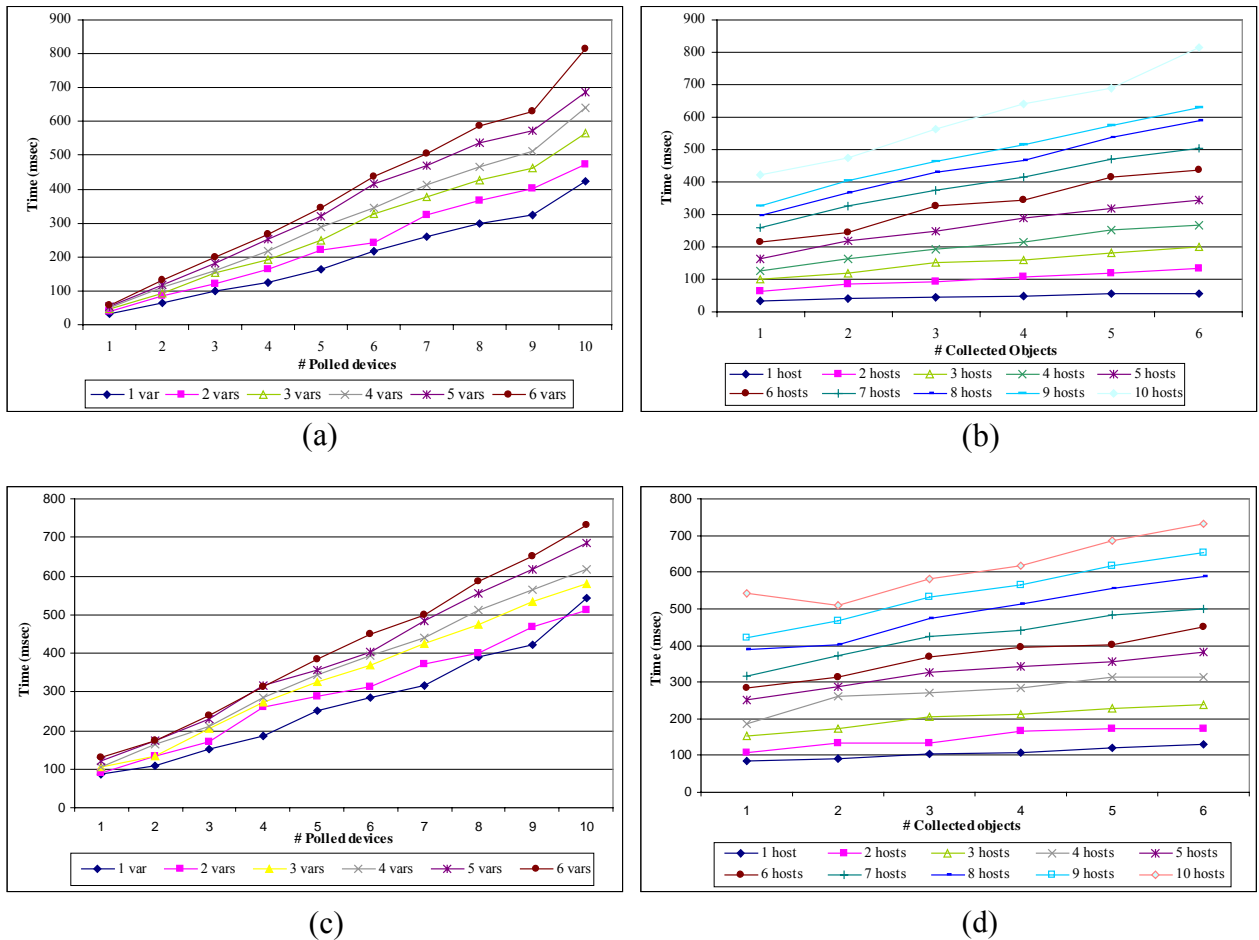 900
800
700
600
500
400
300
200
100
0
Time (msec)
1 2 3 4 5 6 7 8 9 10
# Polled devices
1 var 2 vars 3 vars 4 vars 5 vars 6 vars
(a)
900
800
700
600
500
400
300
200
100
0
Time (msec)
1 2 3 4 5 6
# Collected Objects
1 host 2 hosts 3 hosts 4 hosts 5 hosts
6 hosts 7 hosts 8 hosts 9 hosts 10 hosts
(b)
800
700
600
500
400
300
200
100
0
Time (msec)
1 2 3 4 5 6 7 8 9 10
# Polled devices
1 var 2 vars 3 vars 4 vars 5 vars 6 vars
(c)
800
700
600
500
400
300
200
100
0
Time (msec)
1 2 3 4 5 6
# Collected objects
1 host 2 hosts 3 hosts 4 hosts 5 hosts
6 hosts 7 hosts 8 hosts 9 hosts 10 hosts
(d)